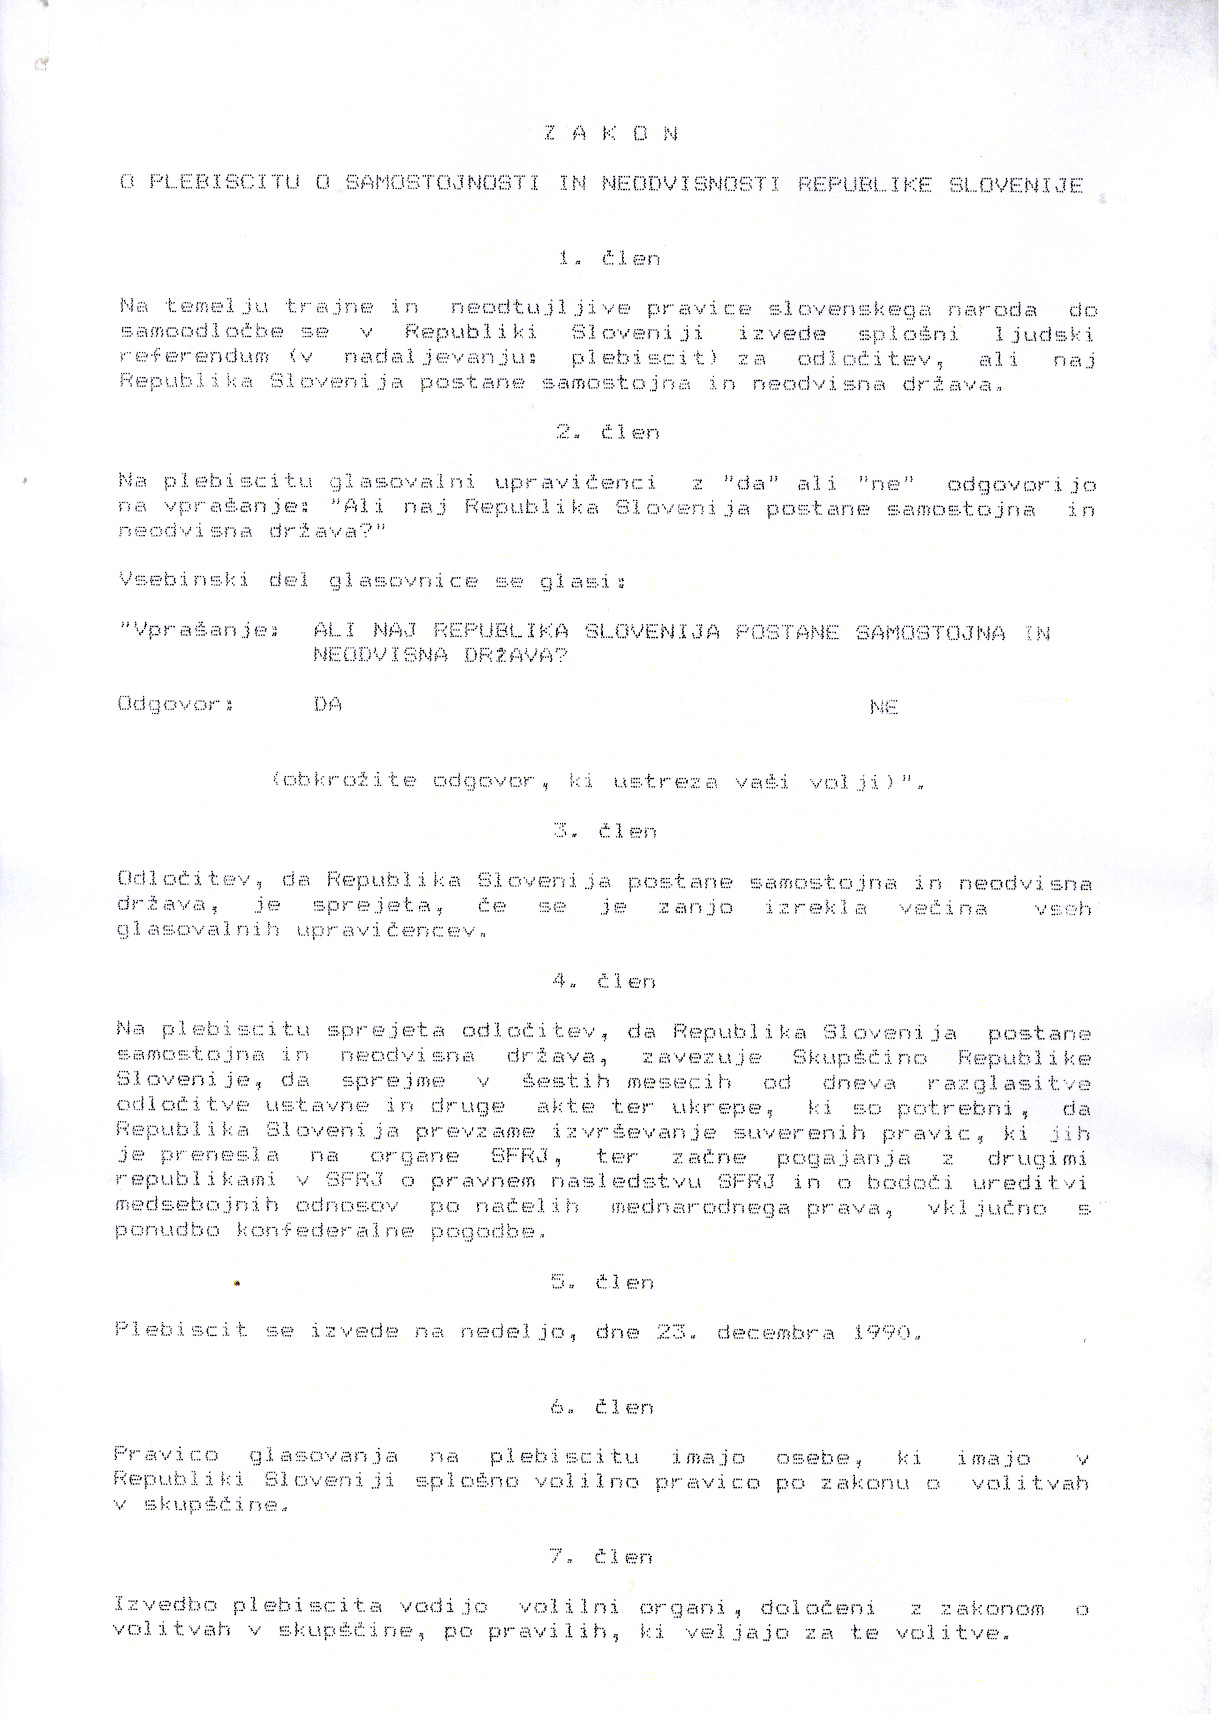 Z A K O N
O PLEBISCITU O SAMOSTOJNOSTI IN NEODVISNOSTI REPUBLIKE SLOVENIJE
1. člen
Na temelju trajne in neodtujljive pravice slovenskega naroda do
samoodločbe se v Republiki Sloveniji izvede splošni ljudski
referendum (v nadaljevanju: plebiscit) za odločitev, ali naj
Republika Slovenija postane samostojna in neodvisna država.
2. člen
Na plebiscitu glasovalni upravičenci z "da" ali "ne" odgovorijo
na vprašanje: "Ali naj Republika Slovenija postane samostojna in
neodvisna država?"
Vsebinski del glasovnice se glasi:
"Vprašanje: ALI NAJ REPUBLIKA SLOVENIJA POSTANE SAMOSTOJNA IN
NEODVISNA DRŽAVA?
Odgovor: DA NE
(obkrožite odgovor, ki ustreza vaši volji)".
3. člen
Odločitev, da Republika Slovenija postane samostojna in neodvisna
država, je sprejeta, če se je zanjo izrekla večina vseh
glasovalnih upravičencev.
4. člen
Na plebiscitu sprejeta odločitev, da Republika Slovenija postane
samostojna in neodvisna država, zavezuje Skupščino Republike
Slovenije, da sprejme v šestih mesecih od dneva razglasitve
odločitve ustavne in druge akte ter ukrepe, ki so potrebni, da
Republika Slovenija prevzame izvrševanje suverenih pravic, ki jih
je prenesla na organe SFRJ, ter začne pogajanja z drugimi
republikami v SFRJ o pravnem nasledstvu SFRJ in o bodoči ureditvi
medsebojnih odnosov po načelih mednarodnega prava, vključno s
ponudbo konfederalne pogodbe.
5. člen
Plebiscit se izvede na nedeljo, dne 23. decembra 1990.
6. člen
Pravico glasovanja na plebiscitu imajo osebe, ki imajo v
Republiki Sloveniji splošno volilno pravico po zakonu o volitvah
v skupščine.
7. člen
Izvedbo plebiscita vodijo volilni organi, določeni z zakonom o
volitvah v skupščine, po pravilih, ki veljajo za te volitve.